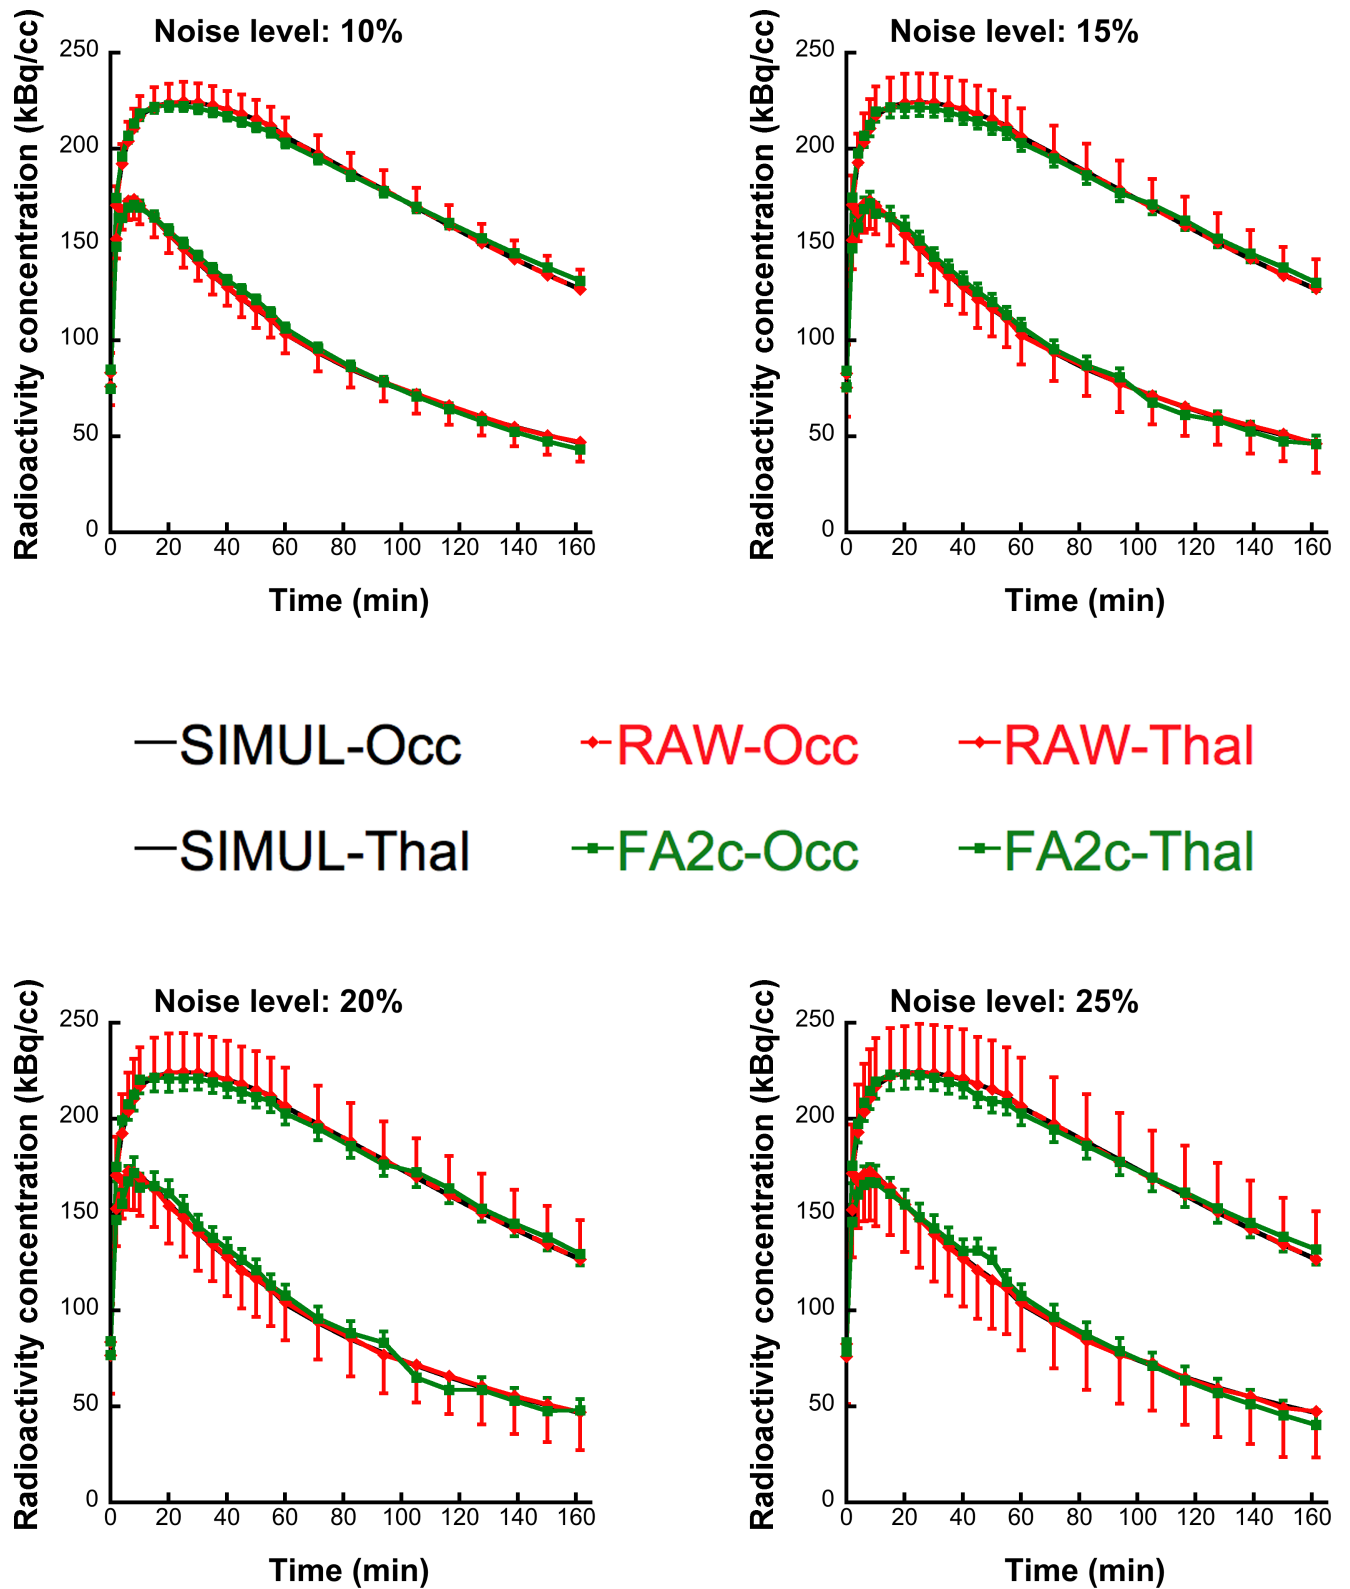 Noise level: 10%
Radioactivity concentration (kBq/cc)
250
200
150
100
50
0
0 20 40 60 80 100 120 140 160
Time (min)
Noise level: 15%
Radioactivity concentration (kBq/cc)
250
200
150
100
50
0
0 20 40 60 80 100 120 140 160
Time (min)
SIMUL-Occ RAW-Occ RAW-Thal
SIMUL-Thal FA2c-Occ FA2c-Thal
Noise level: 20%
Radioactivity concentration (kBq/cc)
250
200
150
100
50
0
0 20 40 60 80 100 120 140 160
Time (min)
Noise level: 25%
Radioactivity concentration (kBq/cc)
250
200
150
100
50
0
0 20 40 60 80 100 120 140 160
Time (min)